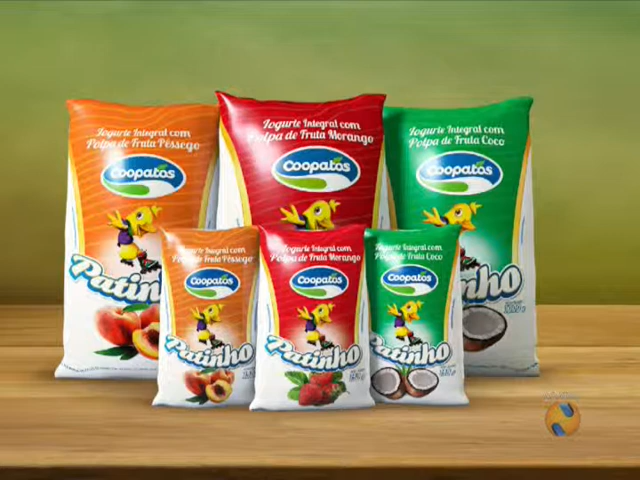 Iogurte Integral com
Polpa de Fruta Pêssego
Coopatos
Patinho
Iogurte Integral com
Polpa de Fruta Morango
Coopatos
Iogurte Integral com
Polpa de Fruta Coco
Coopatos
Patinho
Iogurte Integral com
Polpa de Fruta Pêssego
Coopatos
Patinho
Iogurte Integral com
Polpa de Fruta Morango
Coopatos
Patinho
Iogurte Integral com
Polpa de Fruta Coco
Coopatos
Patinho